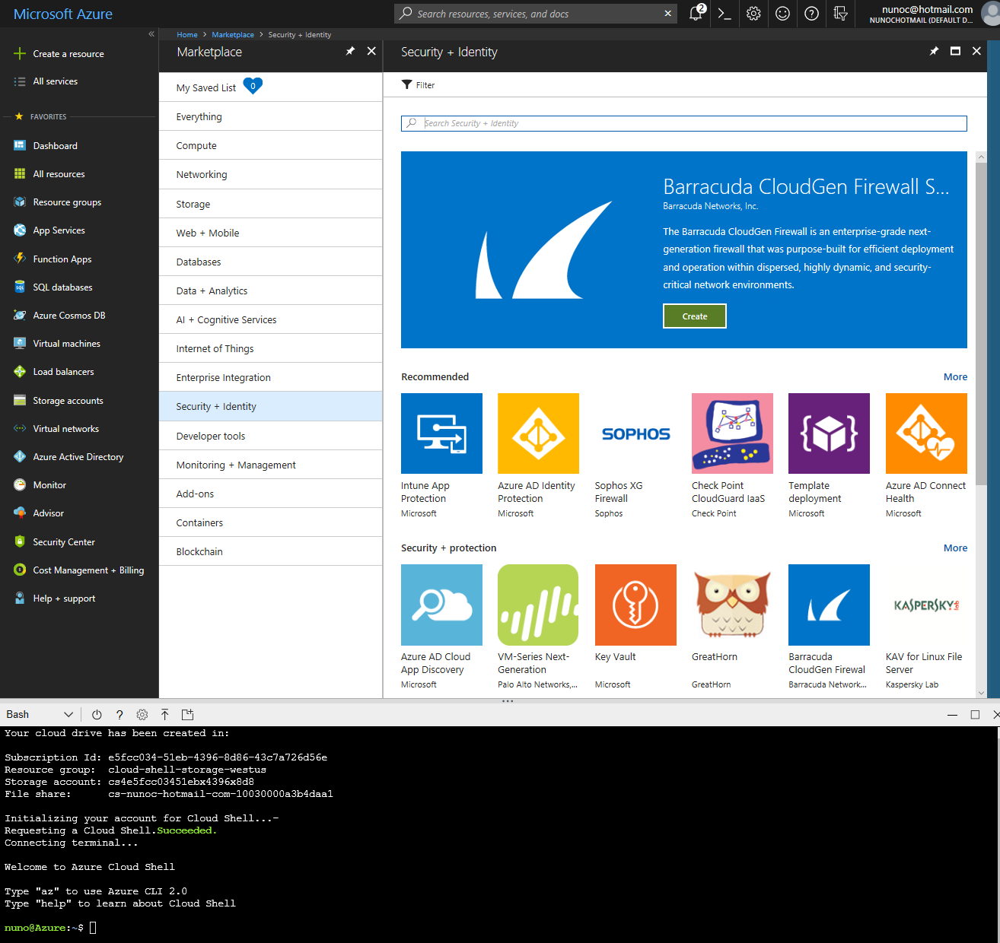 Microsoft Azure
Search resources, services, and docs
2
nunoc@hotmail.com
NUNOCHOTMAIL (DEFAULT D...
Create a resource
All services
FAVORITES
Dashboard
All resources
Resource groups
App Services
Function Apps
SQL databases
Azure Cosmos DB
Virtual machines
Load balancers
Storage accounts
Virtual networks
Azure Active Directory
Monitor
Advisor
Security Center
Cost Management + Billing
Help + support
Home > Marketplace > Security + Identity
Marketplace
My Saved List 0
Everything
Compute
Networking
Storage
Web + Mobile
Databases
Data + Analytics
AI + Cognitive Services
Internet of Things
Enterprise Integration
Security + Identity
Developer tools
Monitoring + Management
Add-ons
Containers
Blockchain
Security + Identity
Filter
Search Security + Identity
Barracuda CloudGen Firewall S...
Barracuda Networks, Inc.
The Barracuda CloudGen Firewall is an enterprise-grade next-
generation firewall that was purpose-built for efficient deployment
and operation within dispersed, highly dynamic, and security-
critical network environments.
Create
Recommended
More
Intune App
Protection
Microsoft
Azure AD Identity
Protection
Microsoft
SOPHOS
Sophos XG
Firewall
Sophos
Check Point
CloudGuard IaaS
Check Point
Template
deployment
Microsoft
Azure AD Connect
Health
Microsoft
Security + protection
More
Azure AD Cloud
App Discovery
Microsoft
VM-Series Next-
Generation
Palo Alto Networks,...
Key Vault
Microsoft
GreatHorn
GreatHorn
Barracuda
CloudGen Firewal
Barracuda Network...
KASPERSKY lab
KAV for Linux File
Server
Kaspersky Lab
Bash
Your cloud drive has been created in:
Subscription Id: e5fcc034-51eb-4396-8d86-43c7a726d56e
Resource group: cloud-shell-storage-westus
Storage account: cs4e5fcc03451ebx4396x8d8
File share: cs-nunoc-hotmail-com-10030000a3b4daa1
Initializing your account for Cloud Shell...-
Requesting a Cloud Shell.Succeeded.
Connecting terminal...
Welcome to Azure Cloud Shell
Type "az" to use Azure CLI 2.0
Type "help" to learn about Cloud Shell
nuno@Azure:~$